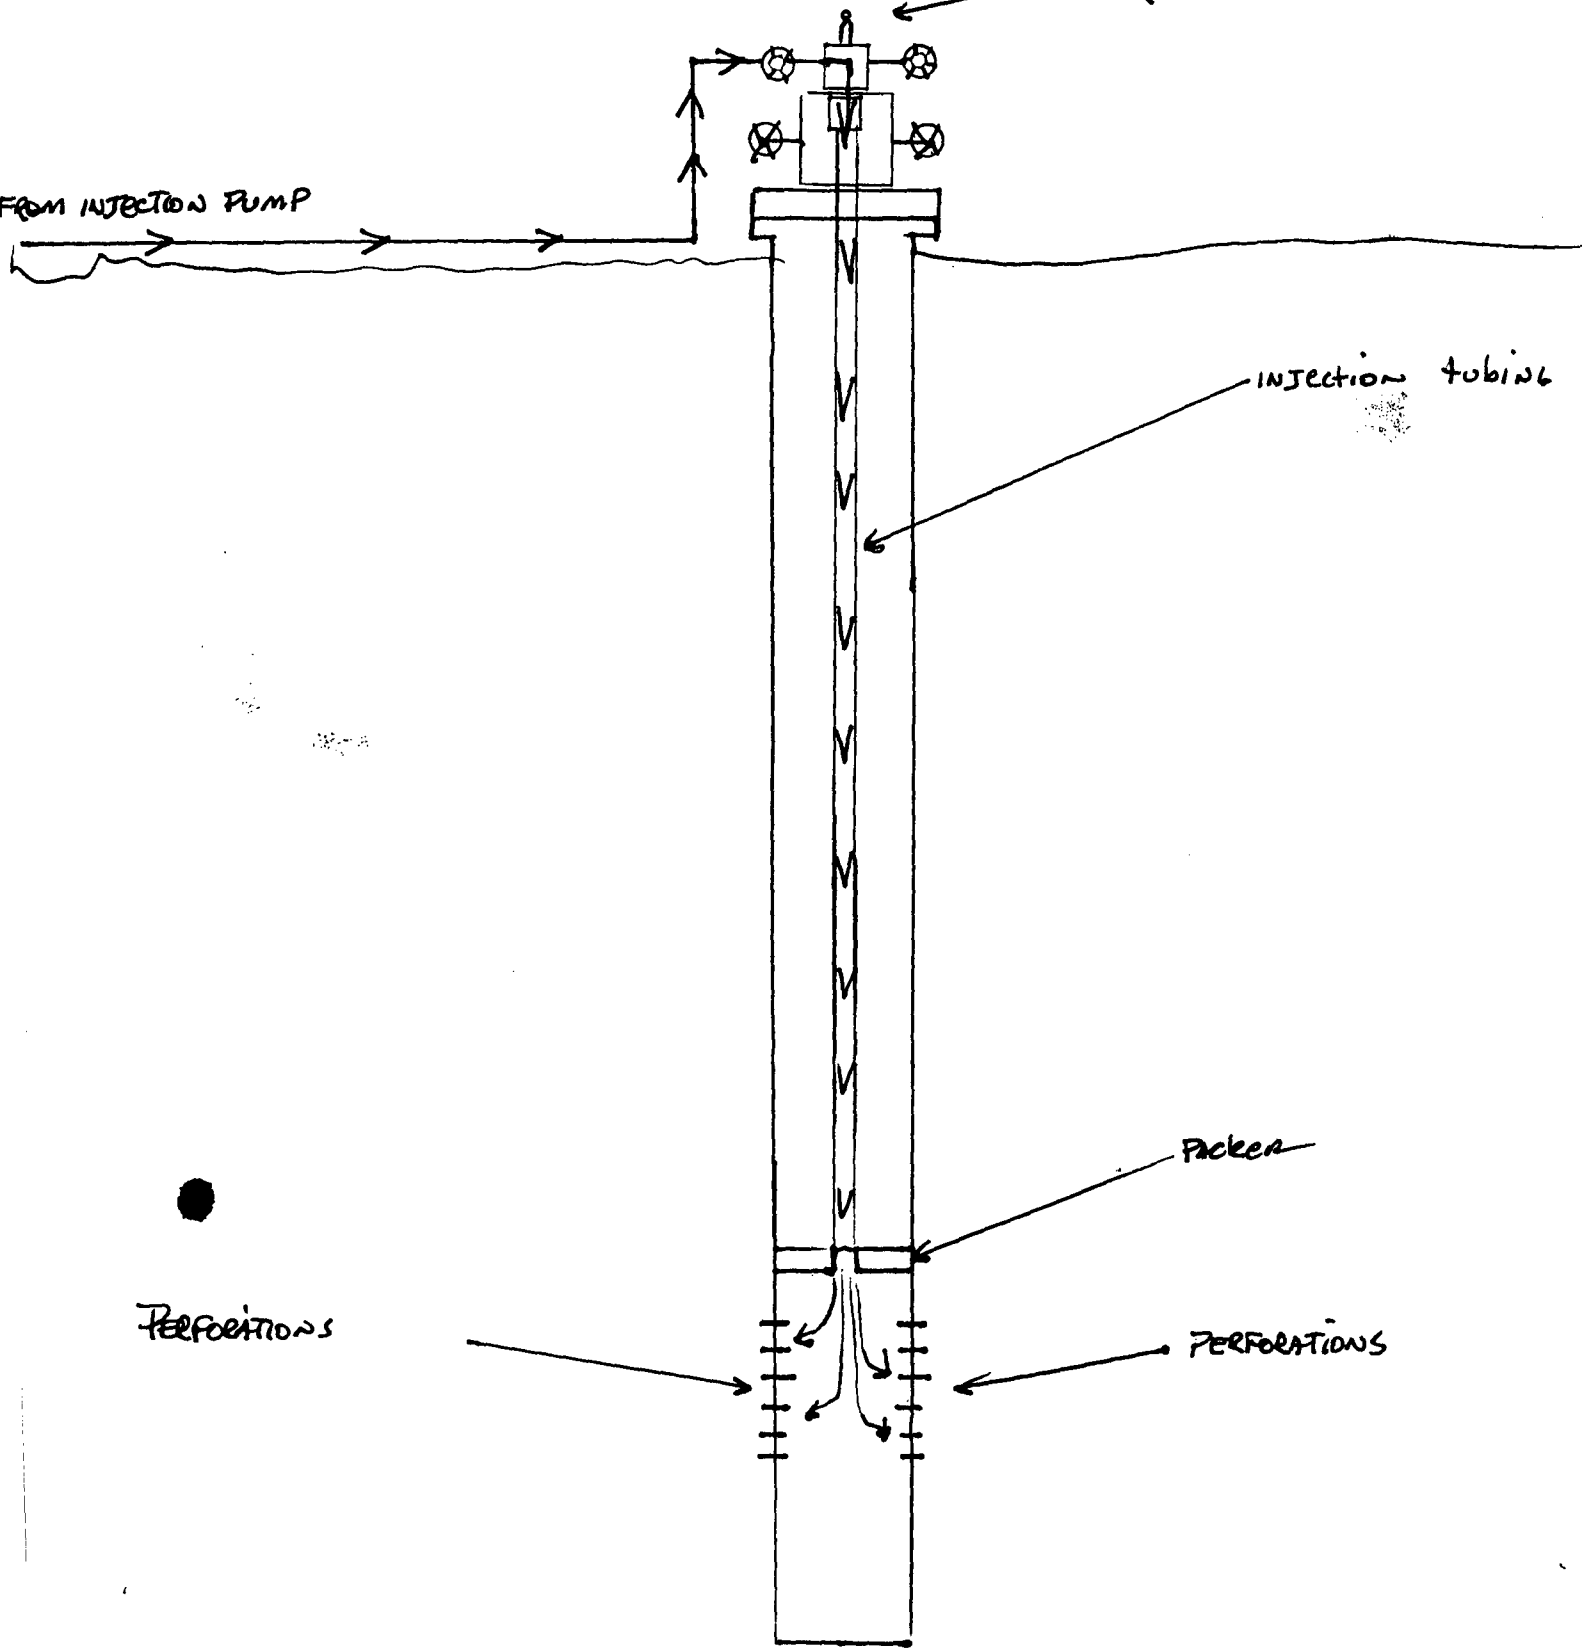 FROM INJECTION PUMP
INJection tubing
Packer
PERFORATIONS
PERFORATIONS